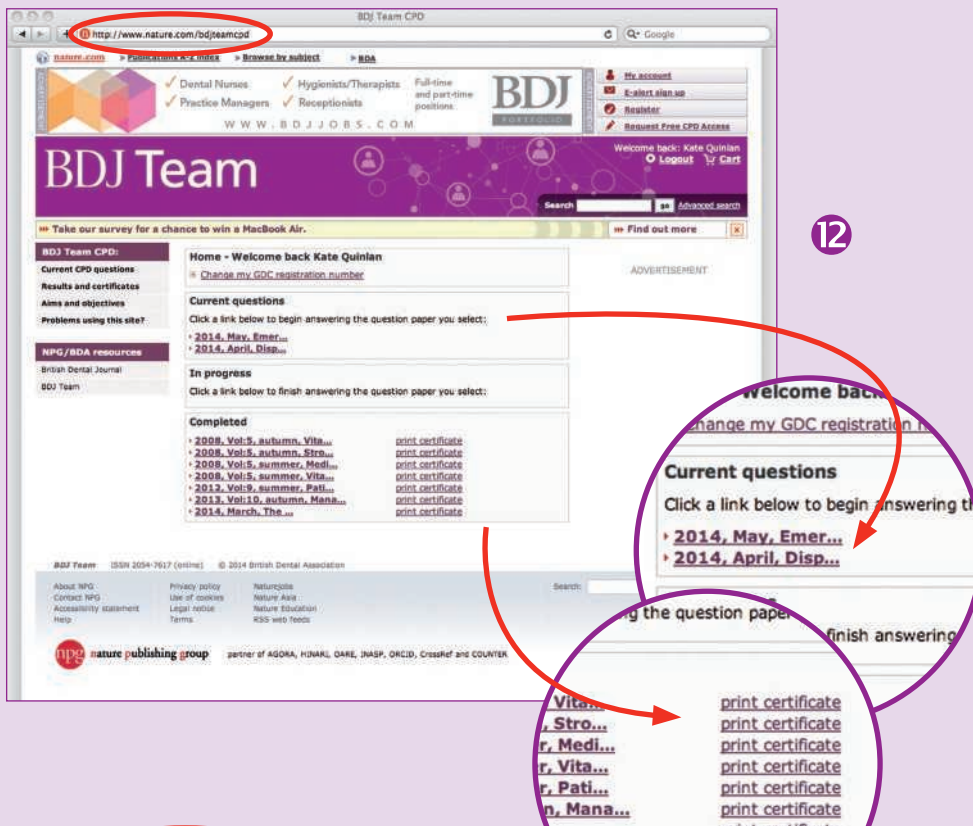 BDJ Team CPD
http://www.nature.com/bdjteamcpd
Google
nature.com Publications A-Z index Browse by subject BDA
ADVERTISEMENT
✓ Dental Nurses ✓ Hygienists/Therapists
✓ Practice Managers ✓ Receptionists
Full-time
and part-time
positions
WWW.BDJJOBS.COM
BDJ
PORTFOLIO
ADVERTISEMENT
My account
E-alert sign up
Register
Request Free CPD Access
BDJ Team
Welcome back: Kate Quinlan
Logout Cart
Search go Advanced search
Take our survey for a chance to win a MacBook Air.
Find out more x
12
BDJ Team CPD:
Current CPD questions
Results and certificates
Aims and objectives
Problems using this site?
NPG/BDA resources
British Dental Journal
BDJ Team
Home - Welcome back Kate Quinlan
Change my GDC registration number
Current questions
Click a link below to begin answering the question paper you select:
2014, May, Emer...
2014, April, Disp...
In progress
Click a link below to finish answering the question paper you select:
Completed
2008, Vol:5, autumn, Vita... print certificate
2008, Vol:5, autumn, Stro... print certificate
2008, Vol:5, summer, Medi... print certificate
2008, Vol:5, summer, Vita... print certificate
2012, Vol:9, summer, Pati... print certificate
2013, Vol:10, autumn, Mana... print certificate
2014, March, The ... print certificate
ADVERTISEMENT
BDJ Team ISSN 2054-7617 (online) © 2014 British Dental Association
About NPG Privacy policy Naturejobs
Contact NPG Use of cookies Nature Asia
Accessibility statement Legal notice Nature Education
Help Terms RSS web feeds
Search:
npg nature publishing group partner of AGORA, HINARI, OARE, INASP, ORCID, CrossRef and COUNTER
Welcome bac
hange my GDC registration n
Current questions
Click a link below to begin answering th
2014, May, Emer...
2014, April, Disp...
finish answering
g the question pape
Vita... print certificate
, Stro... print certificate
r, Medi... print certificate
r, Vita... print certificate
r, Pati... print certificate
n, Mana... print certificate